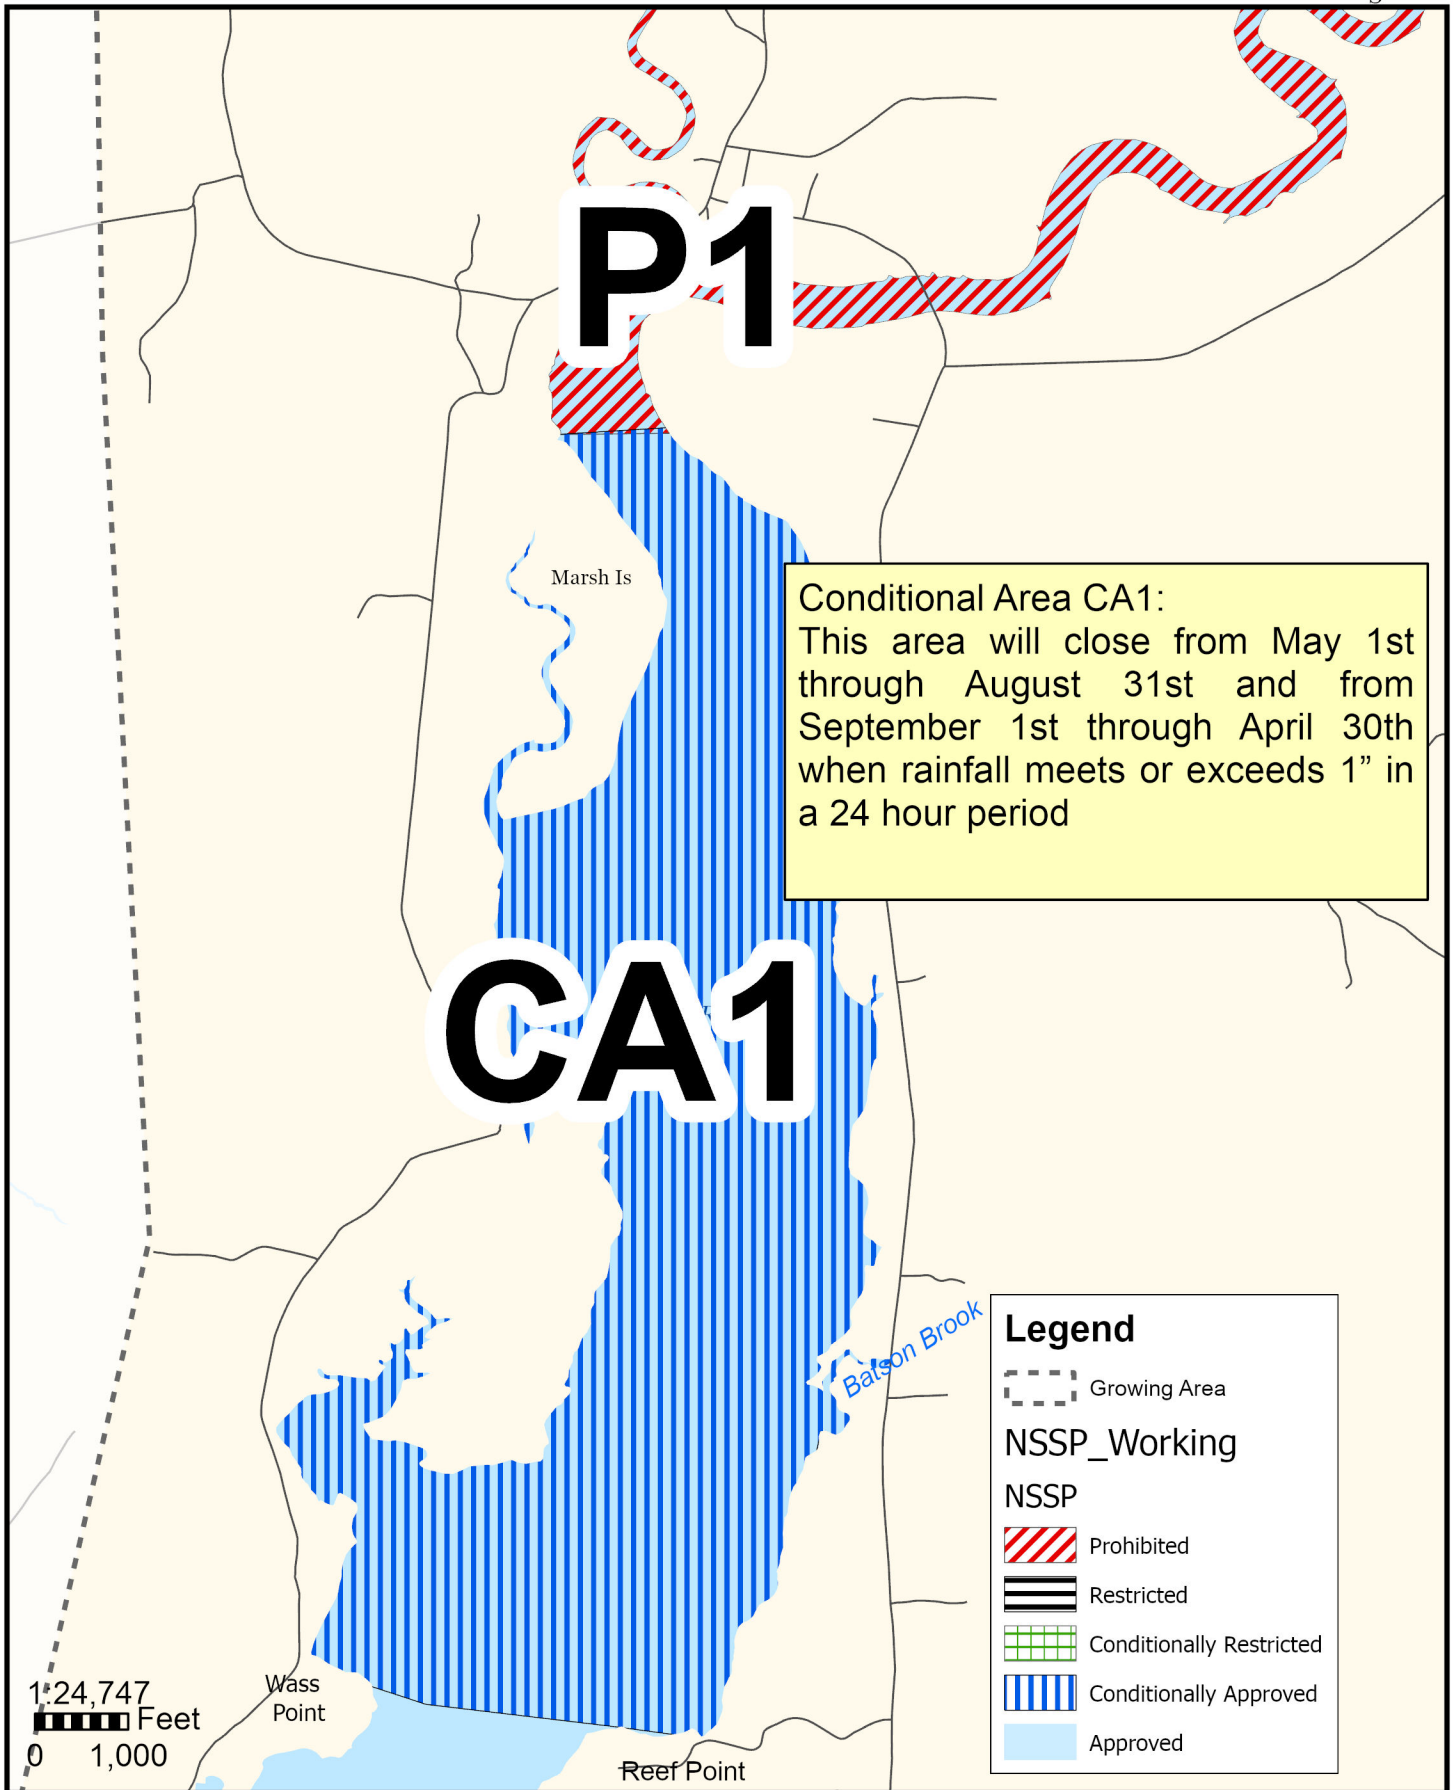 P1
Marsh Is
Conditional Area CA1:
This area will close from May 1st
through August 31st and from
September 1st through April 30th
when rainfall meets or exceeds 1” in
a 24 hour period
CA1
Batson Brook
Legend
Growing Area
NSSP_Working
NSSP
Prohibited
Restricted
Conditionally Restricted
Conditionally Approved
Approved
Wass
Point
1:24,747
Feet
0 1,000
Reef Point